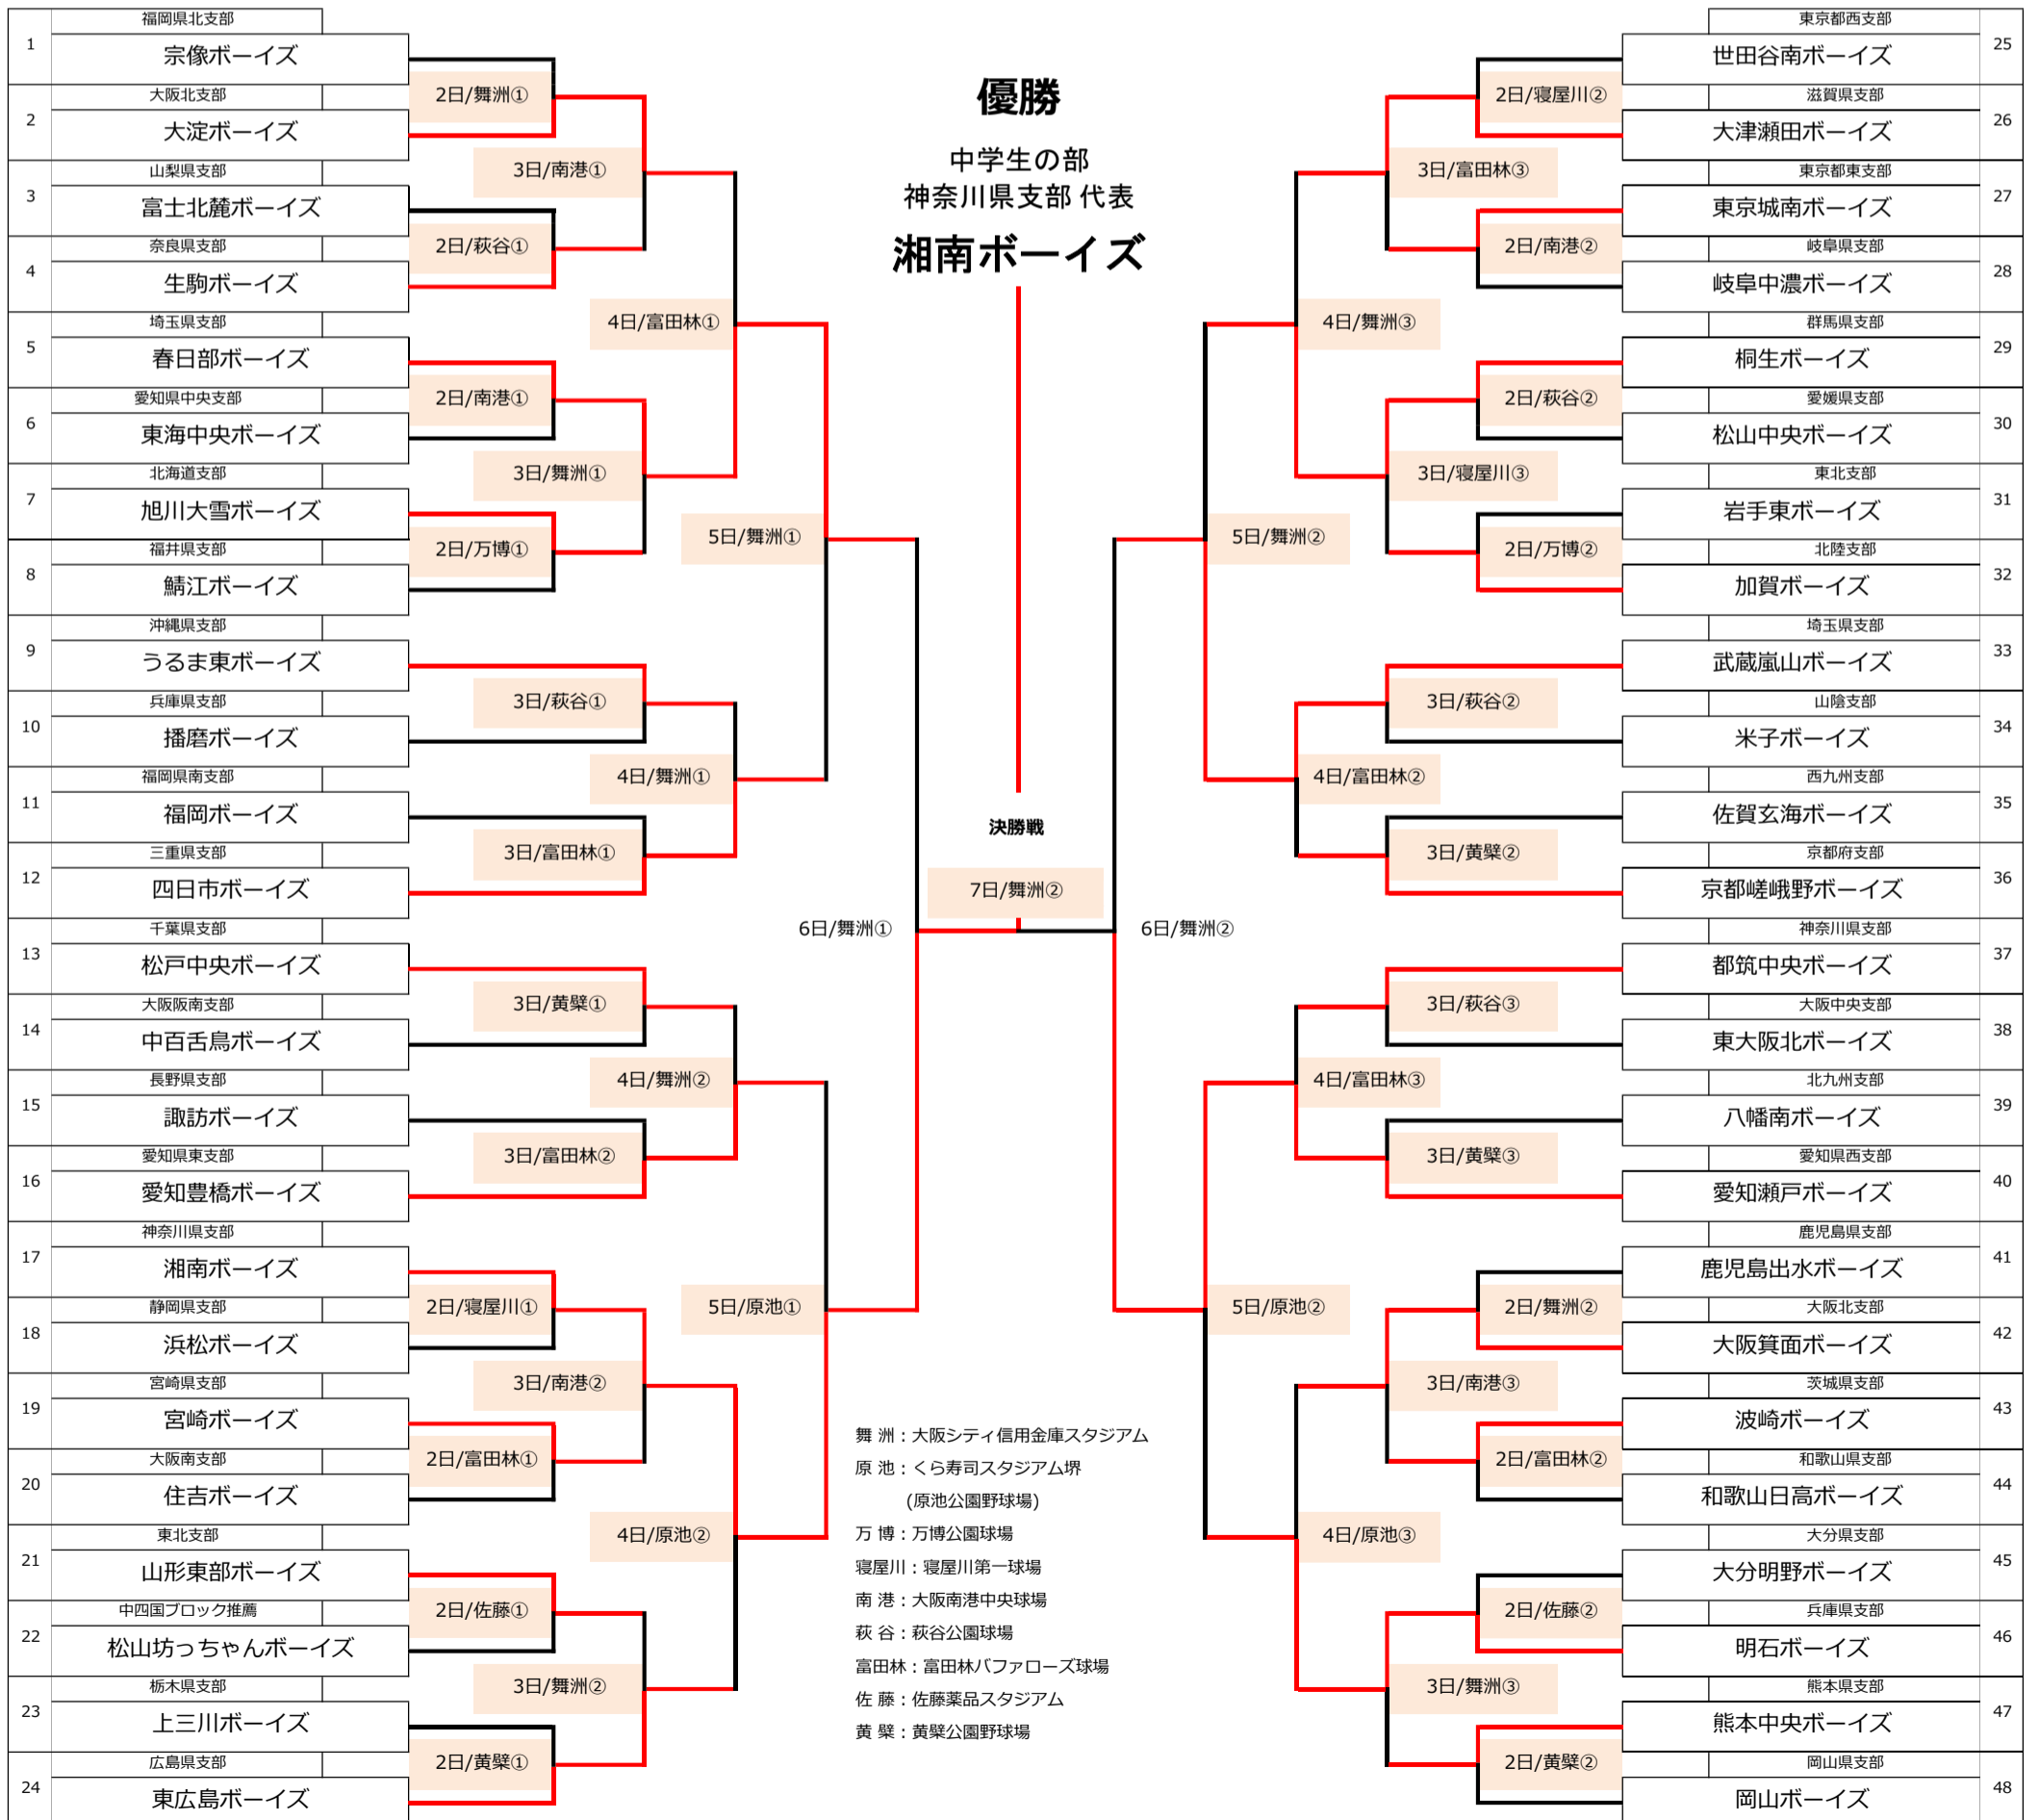 福岡県北支部
1
宗像ボーイズ
大阪北支部
2
大淀ボーイズ
山梨県支部
3
富士北麓ボーイズ
奈良県支部
4
生駒ボーイズ
埼玉県支部
5
春日部ボーイズ
愛知県中央支部
6
東海中央ボーイズ
北海道支部
7
旭川大雪ボーイズ
福井県支部
8
鯖江ボーイズ
沖縄県支部
9
うるま東ボーイズ
兵庫県支部
10
播磨ボーイズ
福岡県南支部
11
福岡ボーイズ
三重県支部
12
四日市ボーイズ
千葉県支部
13
松戸中央ボーイズ
大阪阪南支部
14
中百舌鳥ボーイズ
長野県支部
15
諏訪ボーイズ
愛知県東支部
16
愛知豊橋ボーイズ
神奈川県支部
17
湘南ボーイズ
静岡県支部
18
浜松ボーイズ
宮崎県支部
19
宮崎ボーイズ
大阪南支部
20
住吉ボーイズ
東北支部
21
山形東部ボーイズ
中四国ブロック推薦
22
松山坊っちゃんボーイズ
栃木県支部
23
上三川ボーイズ
広島県支部
24
東広島ボーイズ
2日/舞洲①
2日/萩谷①
2日/南港①
2日/万博①
2日/寝屋川①
2日/富田林①
2日/佐藤①
2日/黄檗①
3日/南港①
3日/舞洲①
3日/萩谷①
3日/富田林①
3日/黄檗①
3日/富田林②
3日/南港②
3日/舞洲②
4日/富田林①
4日/舞洲①
4日/舞洲②
4日/原池②
5日/舞洲①
5日/原池①
6日/舞洲①
優勝
中学生の部
神奈川県支部 代表
湘南ボーイズ
決勝戦
7日/舞洲②
舞 洲：大阪シティ信用金庫スタジアム
原 池：くら寿司スタジアム堺
(原池公園野球場)
万 博：万博公園球場
寝屋川：寝屋川第一球場
南 港：大阪南港中央球場
萩 谷：萩谷公園球場
富田林：富田林バファローズ球場
佐 藤：佐藤薬品スタジアム
黄 檗：黄檗公園野球場
6日/舞洲②
5日/舞洲②
5日/原池②
4日/舞洲③
4日/富田林②
4日/富田林③
4日/原池③
3日/富田林③
3日/寝屋川③
3日/萩谷②
3日/黄檗②
3日/萩谷③
3日/黄檗③
3日/南港③
3日/舞洲③
2日/寝屋川②
2日/南港②
2日/萩谷②
2日/万博②
2日/舞洲②
2日/富田林②
2日/佐藤②
2日/黄檗②
東京都西支部
25
世田谷南ボーイズ
滋賀県支部
26
大津瀬田ボーイズ
東京都東支部
27
東京城南ボーイズ
岐阜県支部
28
岐阜中濃ボーイズ
群馬県支部
29
桐生ボーイズ
愛媛県支部
30
松山中央ボーイズ
東北支部
31
岩手東ボーイズ
北陸支部
32
加賀ボーイズ
埼玉県支部
33
武蔵嵐山ボーイズ
山陰支部
34
米子ボーイズ
西九州支部
35
佐賀玄海ボーイズ
京都府支部
36
京都嵯峨野ボーイズ
神奈川県支部
37
都筑中央ボーイズ
大阪中央支部
38
東大阪北ボーイズ
北九州支部
39
八幡南ボーイズ
愛知県西支部
40
愛知瀬戸ボーイズ
鹿児島県支部
41
鹿児島出水ボーイズ
大阪北支部
42
大阪箕面ボーイズ
茨城県支部
43
波崎ボーイズ
和歌山県支部
44
和歌山日高ボーイズ
大分県支部
45
大分明野ボーイズ
兵庫県支部
46
明石ボーイズ
熊本県支部
47
熊本中央ボーイズ
岡山県支部
48
岡山ボーイズ